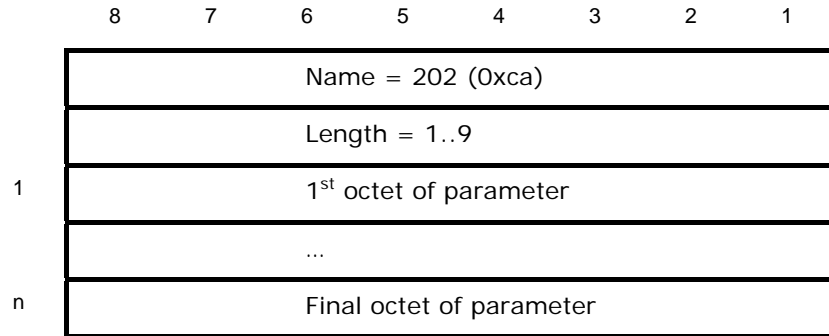 8 7 6 5 4 3 2 1
Name = 202 (0xca)
Length = 1..9
1 1st octet of parameter
...
n Final octet of parameter